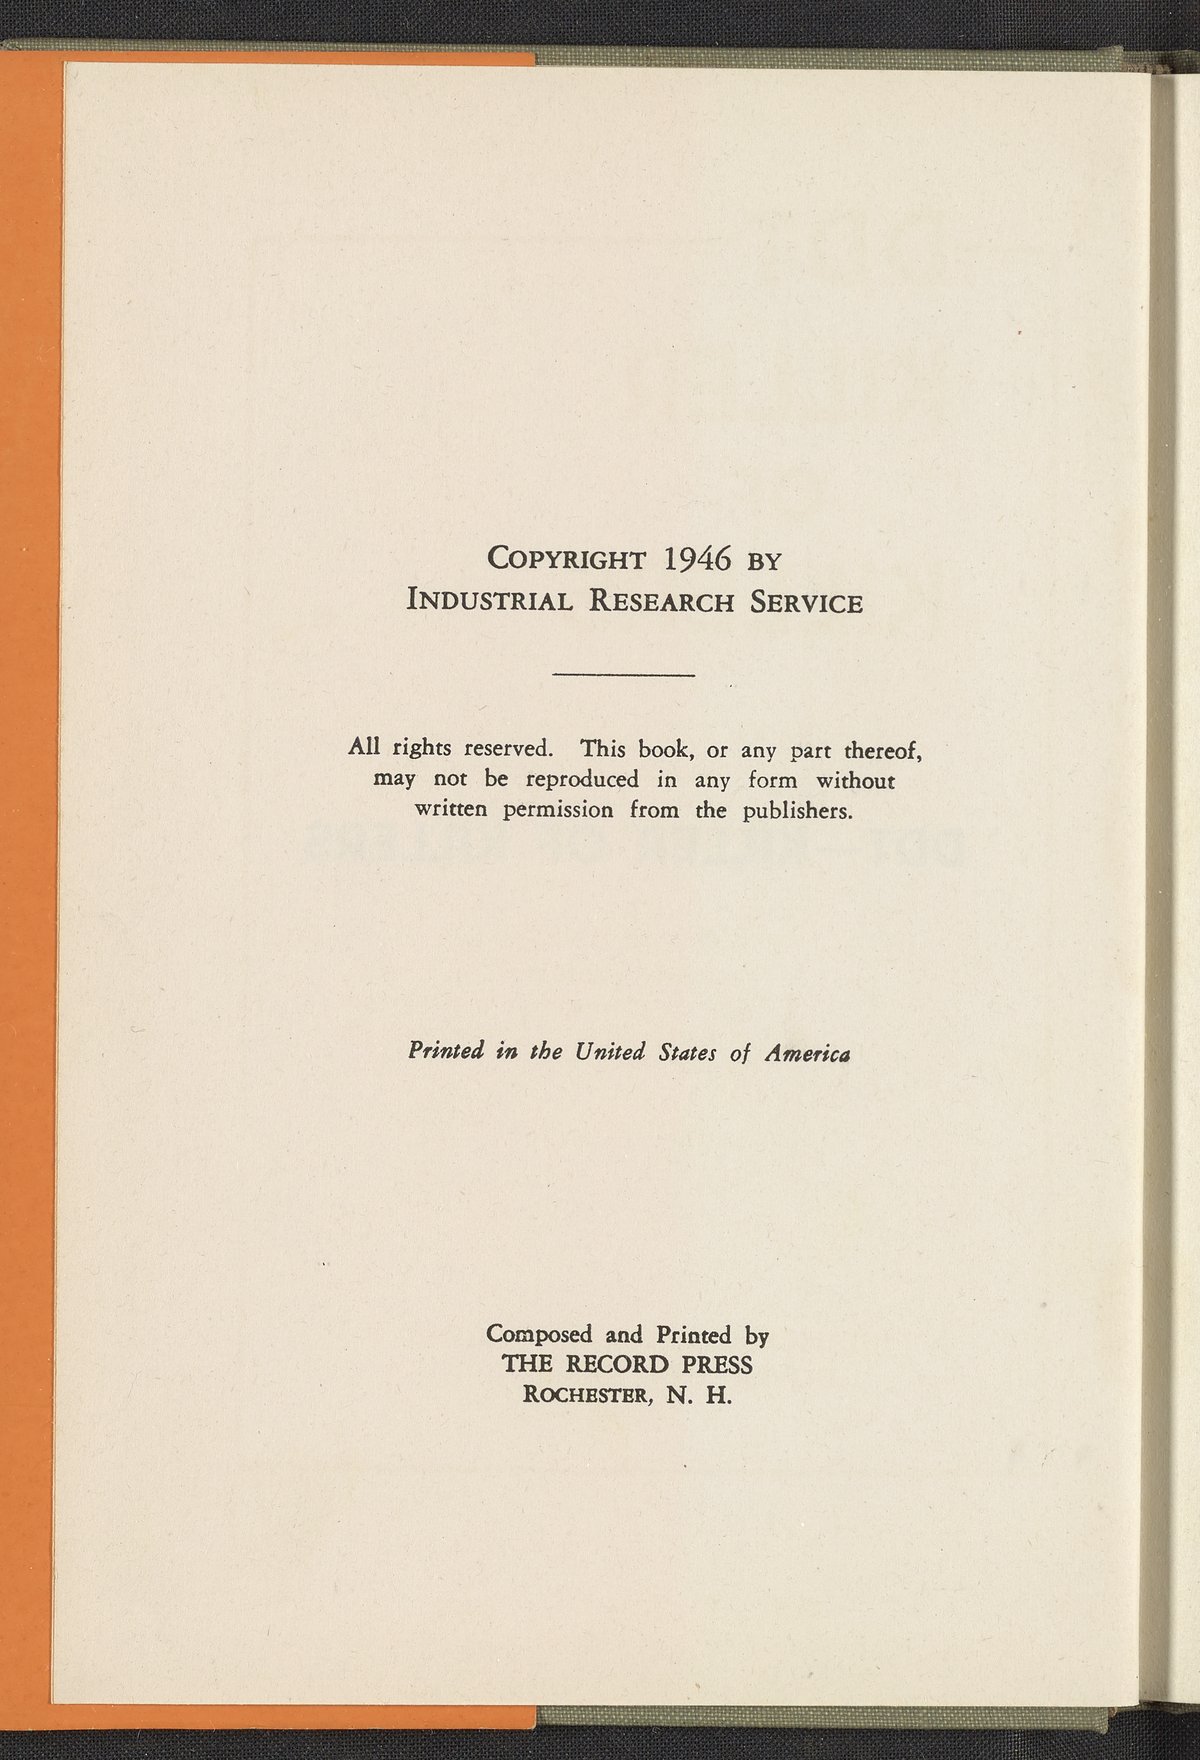 COPYRIGHT 1946 BY
INDUSTRIAL RESEARCH SERVICE
All rights reserved. This book, or any part thereof,
may not be reproduced in any form without
written permission from the publishers.
Printed in the United States of America
Composed and Printed by
THE RECORD PRESS
ROCHESTER, N. H.